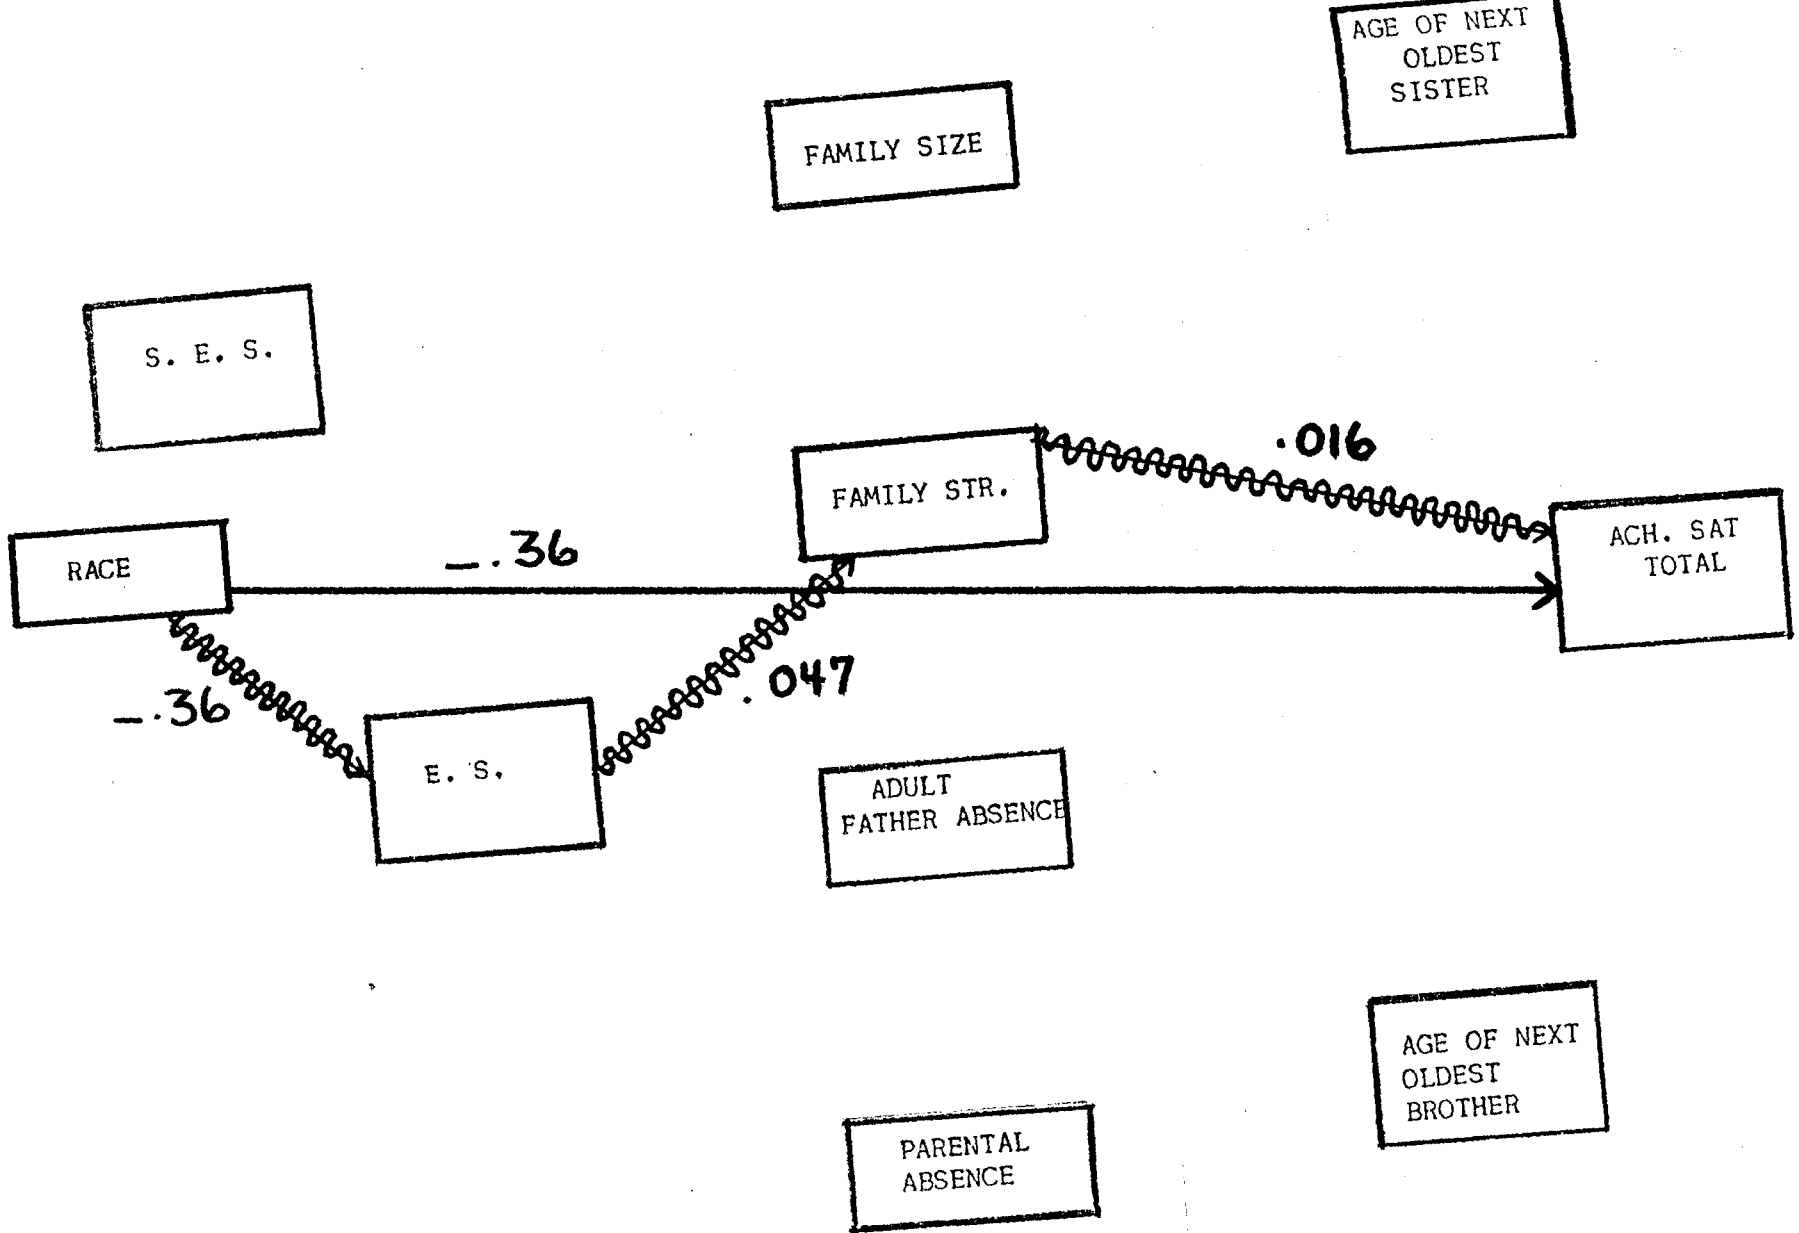 AGE OF NEXT
OLDEST
SISTER
FAMILY SIZE
S. E. S.
.016
FAMILY STR.
ACH. SAT
TOTAL
-.36
RACE
-.36
.047
E. S.
ADULT
FATHER ABSENCE
AGE OF NEXT
OLDEST
BROTHER
PARENTAL
ABSENCE